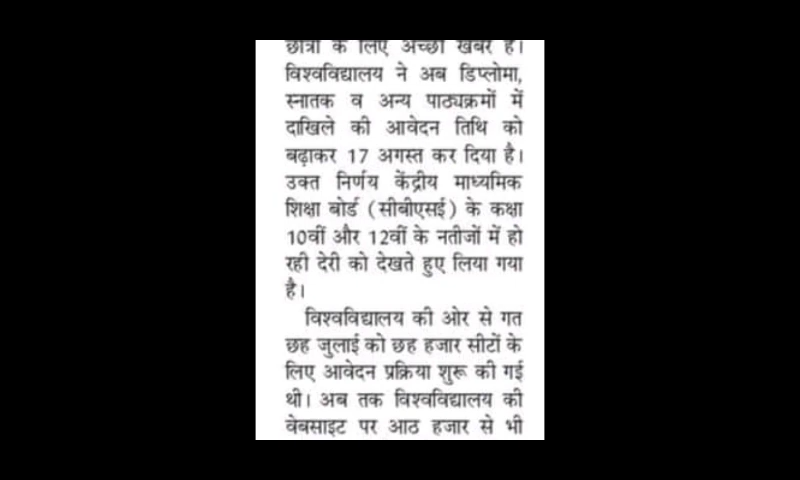 छात्रों के लिए अच्छी खबर है।
विश्वविद्यालय ने अब डिप्लोमा,
स्नातक व अन्य पाठ्यक्रमों में
दाखिले की आवेदन तिथि को
बढ़ाकर 17 अगस्त कर दिया है।
उक्त निर्णय केंद्रीय माध्यमिक
शिक्षा बोर्ड (सीबीएसई) के कक्षा
10वीं और 12वीं के नतीजों में हो
रही देरी को देखते हुए लिया गया
है।
विश्वविद्यालय की ओर से गत
छह जुलाई को छह हजार सीटों के
लिए आवेदन प्रक्रिया शुरू की गई
थी। अब तक विश्वविद्यालय की
वेबसाइट पर आठ हजार से भी